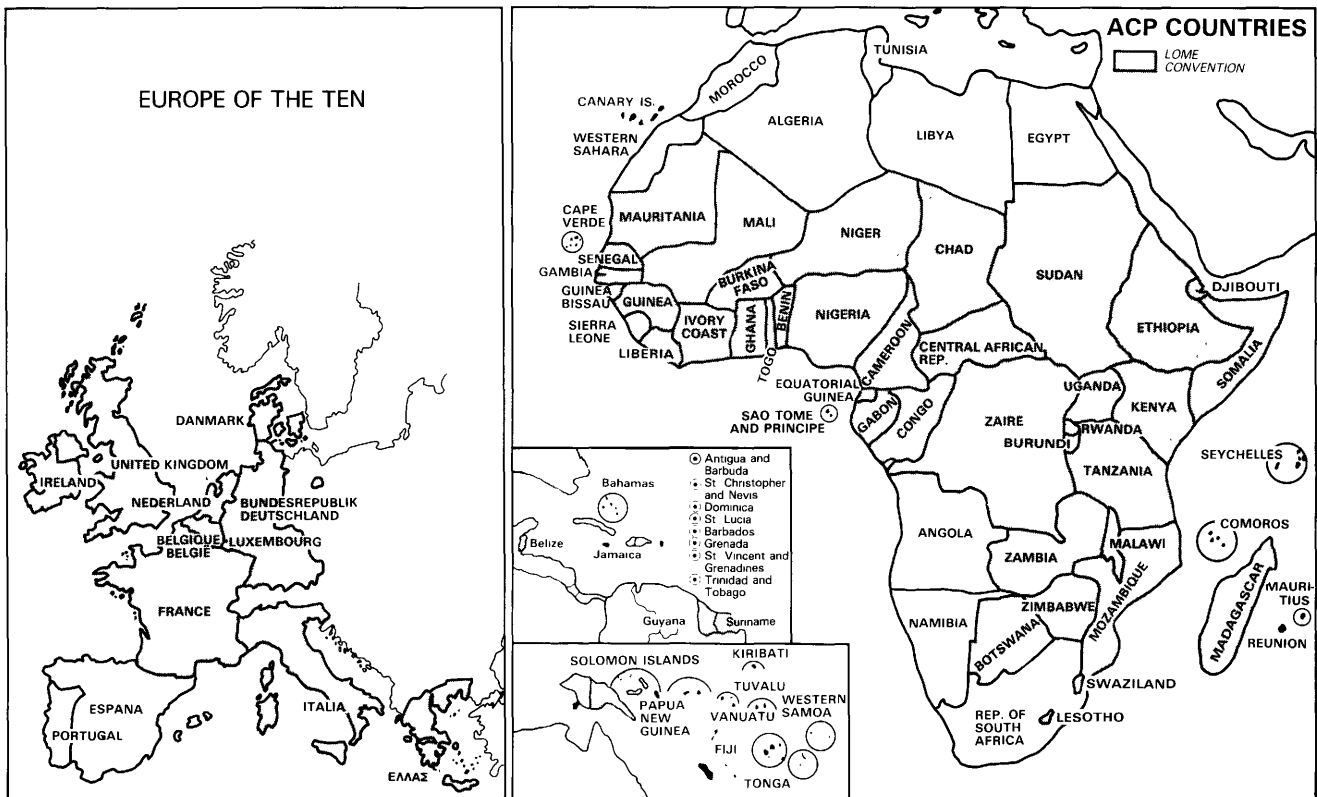 EUROPE OF THE TEN
DANMARK
UNITED KINGDOM
IRELAND
NEDERLAND
BUNDESREPUBLIK
DEUTSCHLAND
BELGIQUE
BELGIË
LUXEMBOURG
FRANCE
ESPANA
PORTUGAL
ITALIA
ΕΛΛΑΣ
ACP COUNTRIES
LOME
CONVENTION
TUNISIA
MOROCCO
CANARY IS.
ALGERIA
LIBYA
EGYPT
WESTERN
SAHARA
CAPE
VERDE
MAURITANIA
MALI
NIGER
CHAD
SUDAN
SENEGAL
GAMBIA
BURKINA
FASO
DJIBOUTI
GUINEA
BISSAU
GUINEA
IVORY
COAST
GHANA
BENIN
NIGERIA
ETHIOPIA
SIERRA
LEONE
LIBERIA
TOGO
CAMEROON
CENTRAL AFRICAN
REP.
SOMALIA
EQUATORIAL
GUINEA
UGANDA
KENYA
SAO TOME
AND PRINCIPE
GABON
CONGO
ZAIRE
RWANDA
BURUNDI
TANZANIA
SEYCHELLES
ANGOLA
COMOROS
ZAMBIA
MALAWI
MOZAMBIQUE
ZIMBABWE
MADAGASCAR
MAURI-
TIUS
REUNION
NAMIBIA
BOTSWANA
SWAZILAND
LESOTHO
REP. OF
SOUTH
AFRICA
Bahamas
Belize
Jamaica
Guyana
Suriname
Antigua and
Barbuda
St Christopher
and Nevis
Dominica
St Lucia
Barbados
Grenada
St Vincent and
Grenadines
Trinidad and
Tobago
SOLOMON ISLANDS
KIRIBATI
TUVALU
PAPUA
NEW
GUINEA
VANUATU
WESTERN
SAMOA
FIJI
TONGA